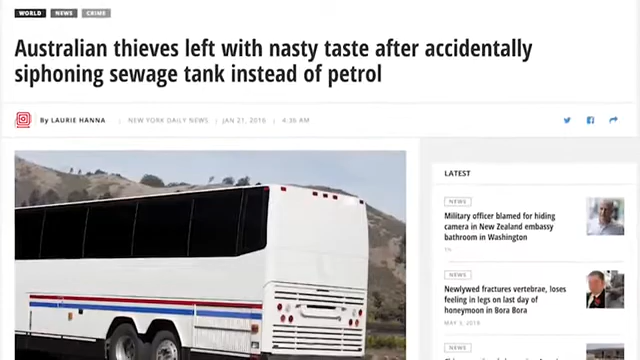 WORLD NEWS CRIME
Australian thieves left with nasty taste after accidentally
siphoning sewage tank instead of petrol
By LAURIE HANNA | NEW YORK DAILY NEWS | JAN 21, 2016 | 4:36 AM
LATEST
NEWS
Military officer blamed for hiding
camera in New Zealand embassy
bathroom in Washington
NEWS
Newlywed fractures vertebrae, loses
feeling in legs on last day of
honeymoon in Bora Bora
MAY 3, 2018
NEWS